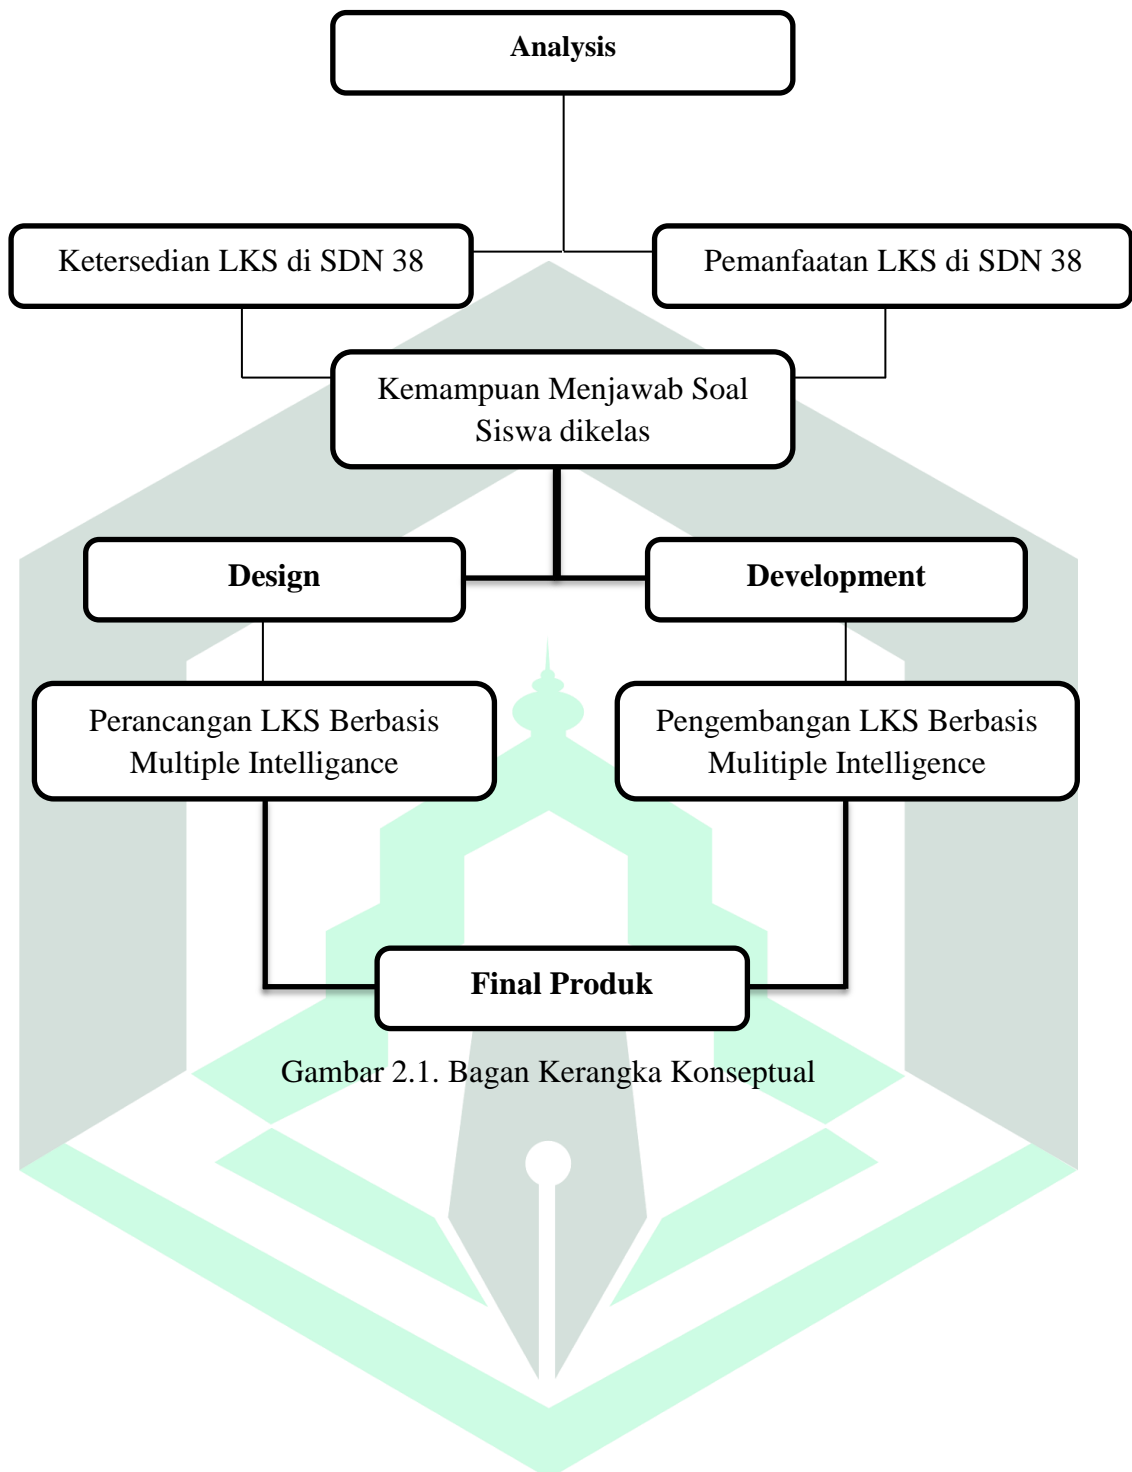 Analysis
Ketersedian LKS di SDN 38
Pemanfaatan LKS di SDN 38
Kemampuan Menjawab Soal
Siswa dikelas
Design
Development
Perancangan LKS Berbasis
Multiple Intelligance
Pengembangan LKS Berbasis
Mulitiple Intelligence
Final Produk
Gambar 2.1. Bagan Kerangka Konseptual